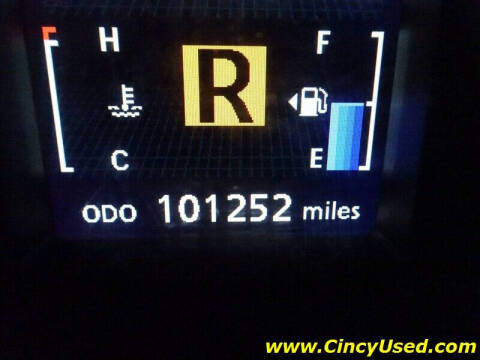 H R F
C E
ODO 101252 miles
www.CincyUsed.com